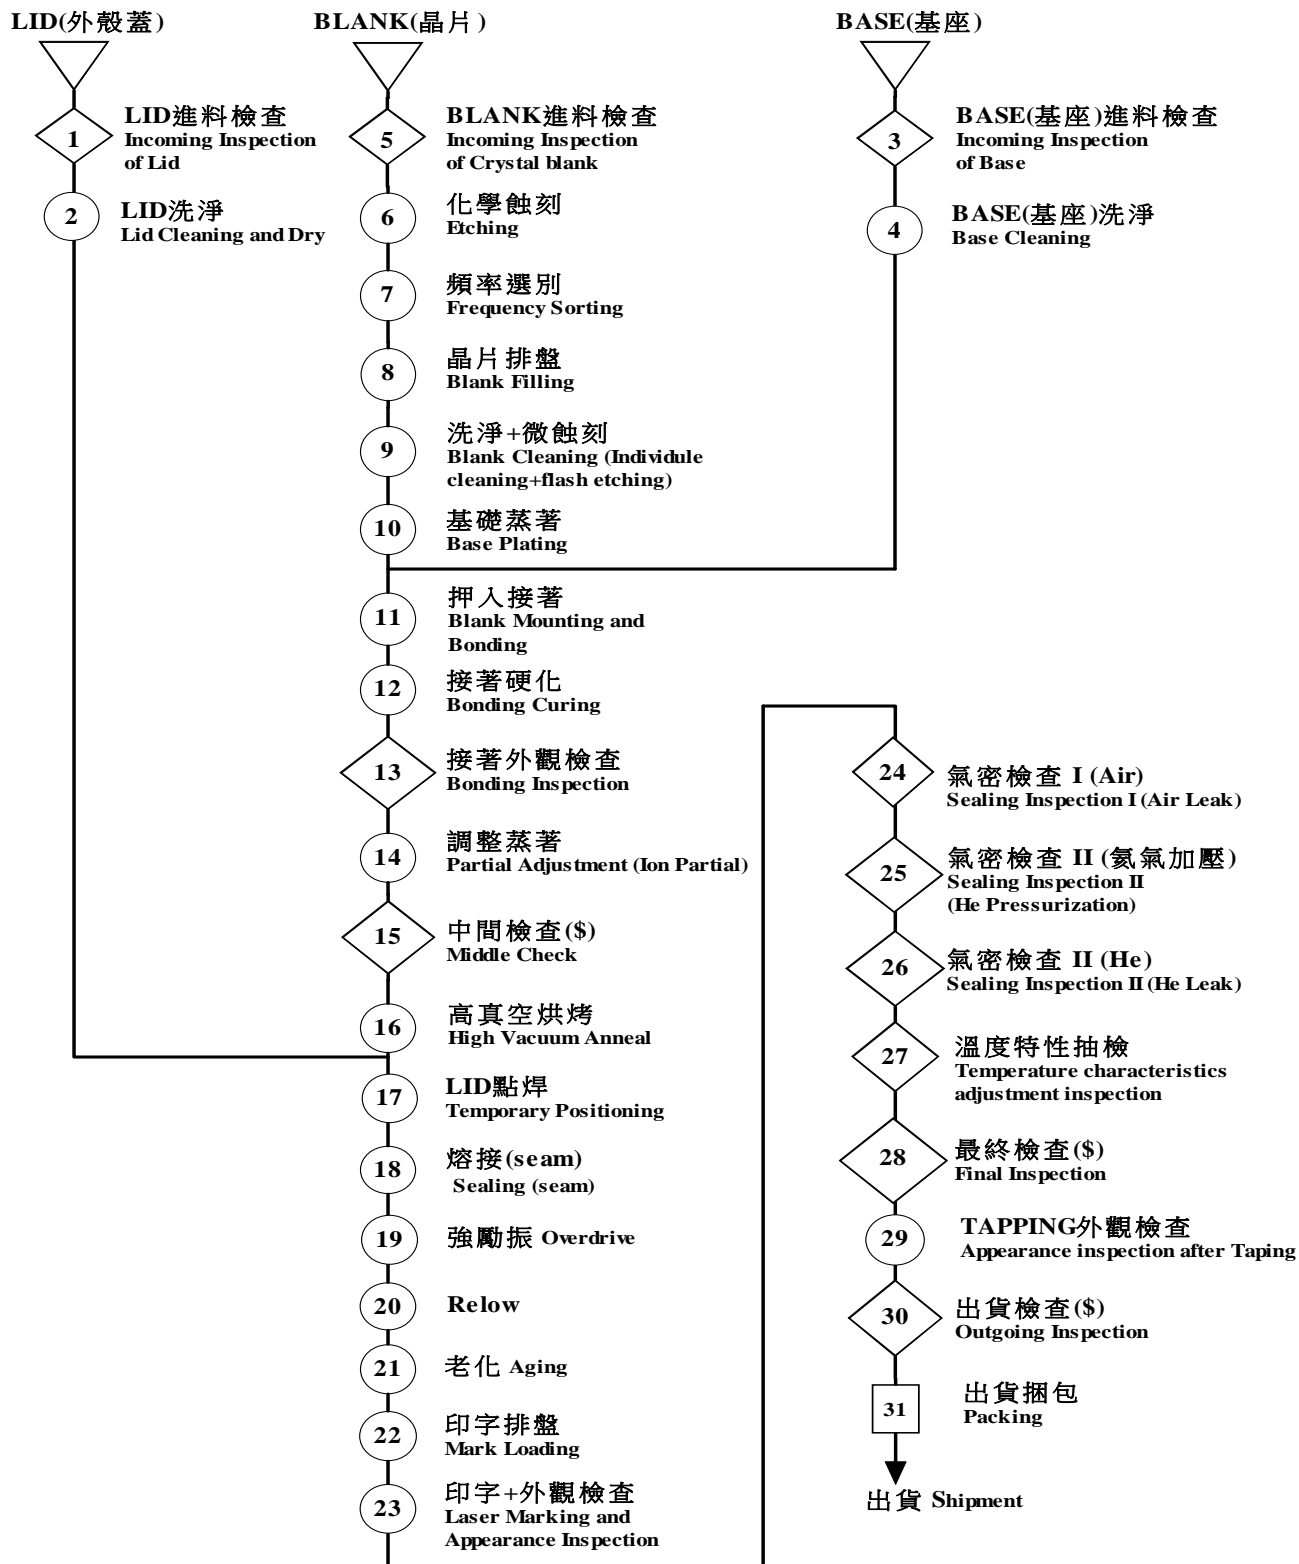 LID(外殼蓋)
1
LID進料檢查
Incoming Inspection
of Lid
2
LID洗淨
Lid Cleaning and Dry
BLANK(晶片)
5
BLANK進料檢查
Incoming Inspection
of Crystal blank
6
化學蝕刻
Etching
7
頻率選別
Frequency Sorting
8
晶片排盤
Blank Filling
9
洗淨+微蝕刻
Blank Cleaning (Individule
cleaning+flash etching)
10
基礎蒸著
Base Plating
BASE(基座)
3
BASE(基座)進料檢查
Incoming Inspection
of Base
4
BASE(基座)洗淨
Base Cleaning
11
押入接著
Blank Mounting and
Bonding
12
接著硬化
Bonding Curing
13
接著外觀檢查
Bonding Inspection
14
調整蒸著
Partial Adjustment (Ion Partial)
15
中間檢查($)
Middle Check
16
高真空烘烤
High Vacuum Anneal
17
LID點焊
Temporary Positioning
18
熔接(seam)
Sealing (seam)
19
強勵振 Overdrive
20
Relow
21
老化 Aging
22
印字排盤
Mark Loading
23
印字+外觀檢查
Laser Marking and
Appearance Inspection
24
氣密檢查 I (Air)
Sealing Inspection I (Air Leak)
25
氣密檢查 II (氦氣加壓)
Sealing Inspection II
(He Pressurization)
26
氣密檢查 II (He)
Sealing Inspection II (He Leak)
27
溫度特性抽檢
Temperature characteristics
adjustment inspection
28
最終檢查($)
Final Inspection
29
TAPPING外觀檢查
Appearance inspection after Taping
30
出貨檢查($)
Outgoing Inspection
31
出貨捆包
Packing
出貨 Shipment